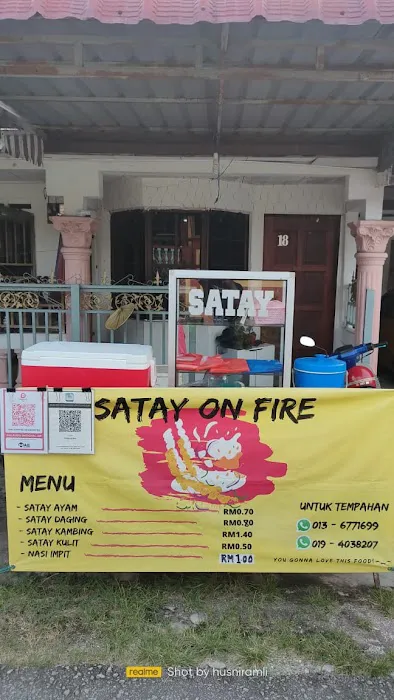 18
SATAY
SATAY ON FIRE
MENU
- SATAY AYAM RM0.70
- SATAY DAGING RM0.80
- SATAY KAMBING RM1.40
- SATAY KULIT RM0.50
- NASI IMPIT RM1.00
UNTUK TEMPAHAN
013 - 6771699
019 - 4038207
YOU GONNA LOVE THIS FOOD!
realme Shot by husniramli